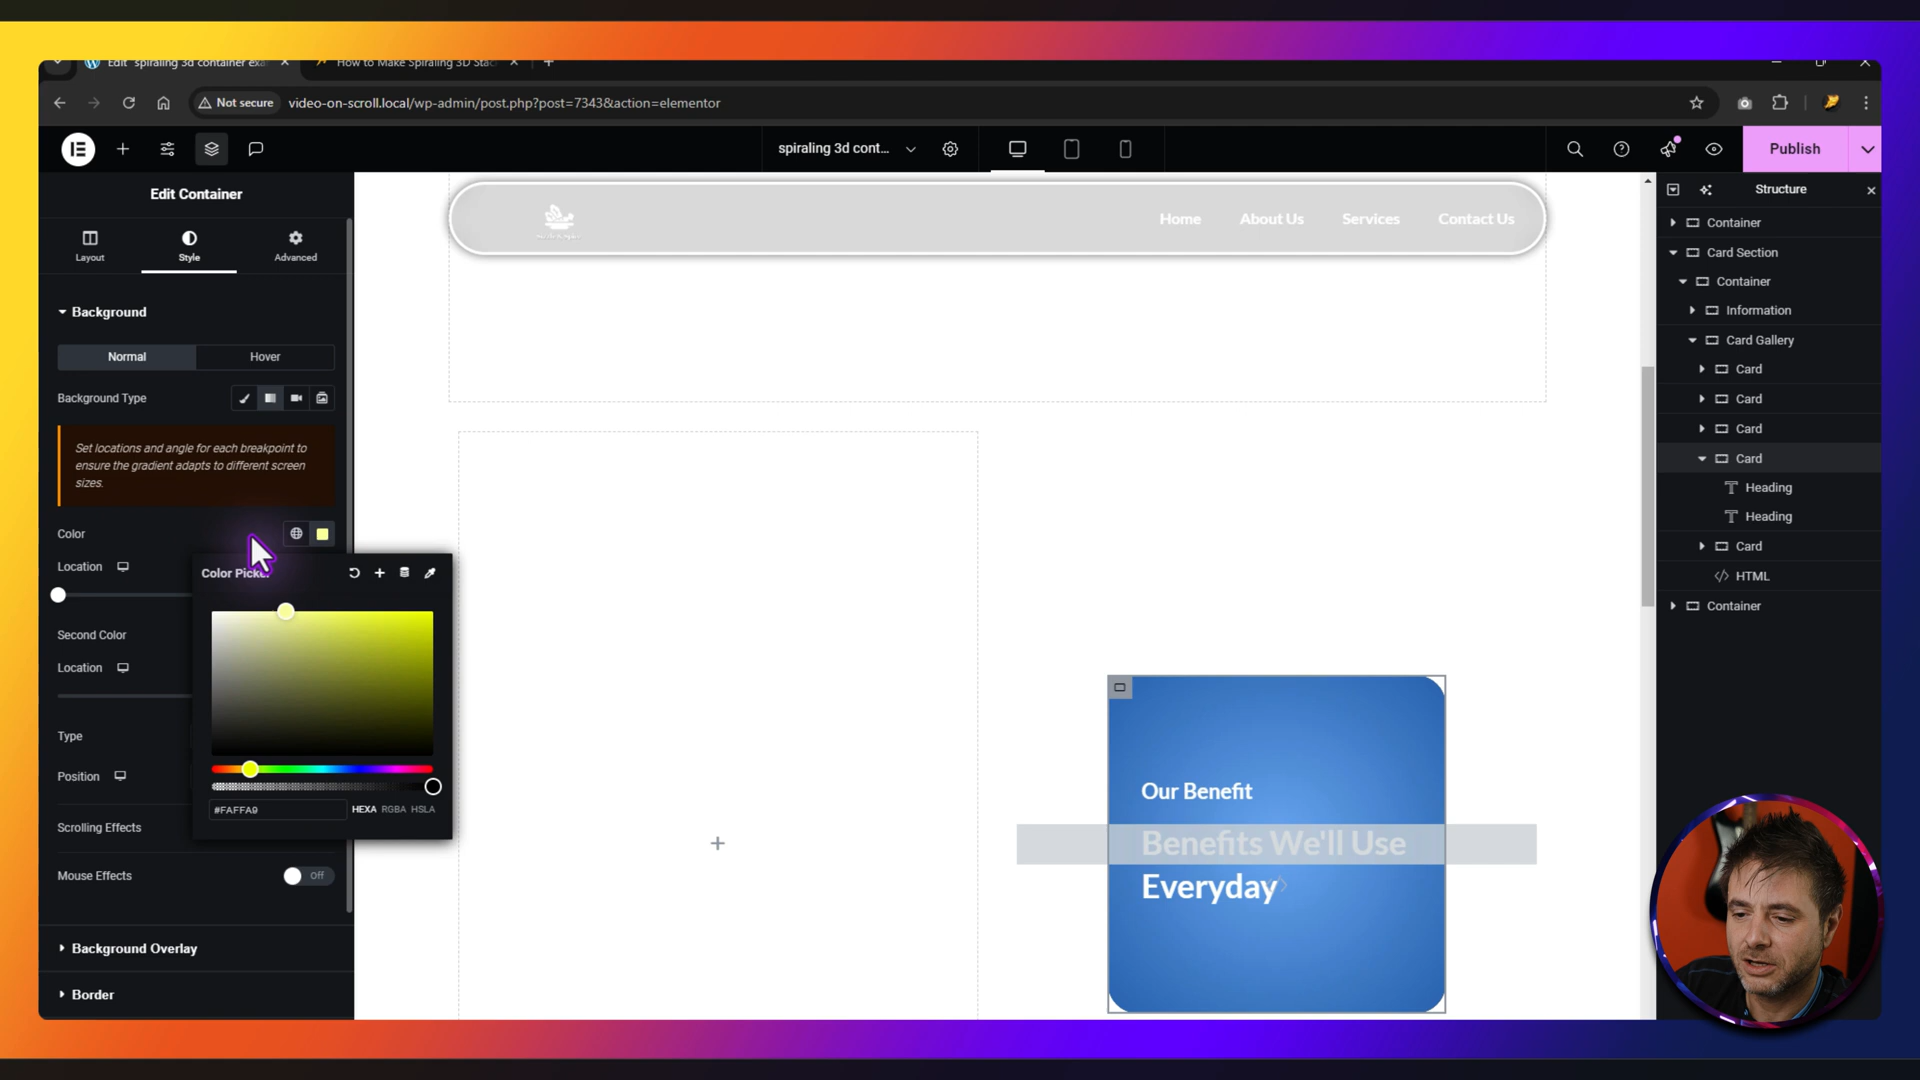 Edit "spiraling 3d container exa
How to Make Spiraling 3D Stac
Not secure
video-on-scroll.local/wp-admin/post.php?post=7343&action=elementor
spiraling 3d cont...
Publish
Edit Container
Layout
Style
Advanced
Background
Normal
Hover
Background Type
Set locations and angle for each breakpoint to
ensure the gradient adapts to different screen
sizes.
Color
Location
Color Picker
Second Color
Location
Type
Position
#FAFFA9
HEXA RGBA HSLA
Scrolling Effects
Mouse Effects
Off
Background Overlay
Border
Home
About Us
Services
Contact Us
Our Benefit
Benefits We'll Use
Everyday
Structure
Container
Card Section
Container
Information
Card Gallery
Card
Card
Card
Card
Heading
Heading
Card
HTML
Container